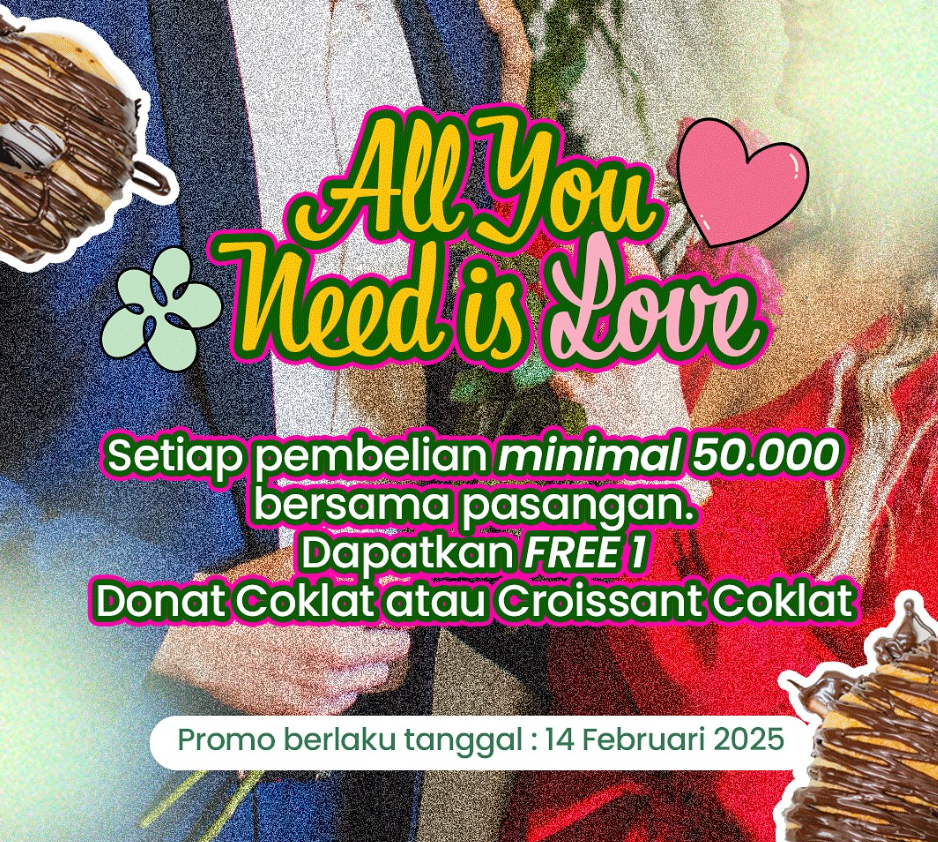 All You
Need is Love
Setiap pembelian minimal 50.000
bersama pasangan.
Dapatkan FREE 1
Donat Coklat atau Croissant Coklat
Promo berlaku tanggal : 14 Februari 2025